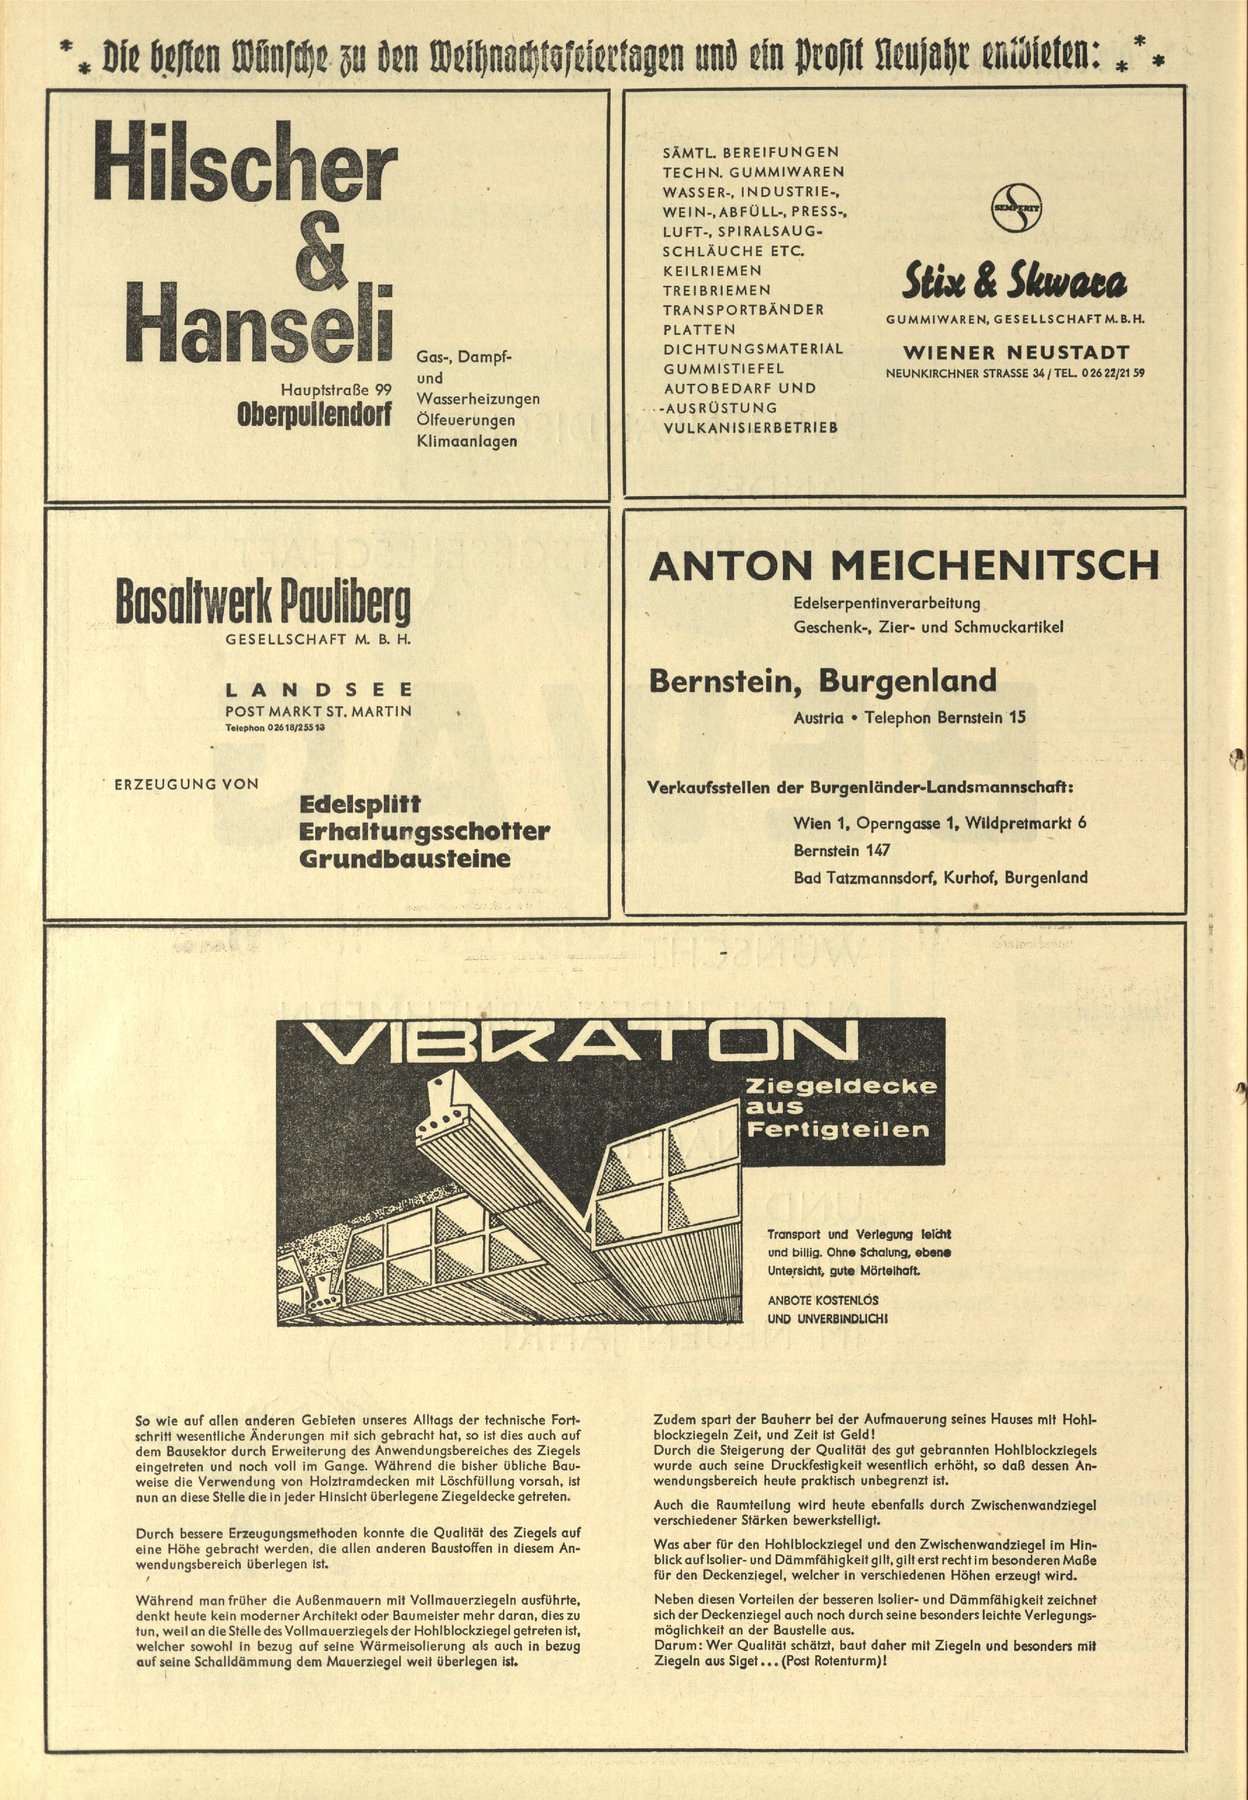 Die besten Wünsche zu den Weihnachtsfeiertagen und ein Prosit Neujahr entbieten:
Hilscher
&
Hanseli
Hauptstraße 99
Oberpullendorf
Gas-, Dampf-
und
Wasserheizungen
Ölfeuerungen
Klimaanlagen
SÄMTL. BEREIFUNGEN
TECHN. GUMMIWAREN
WASSER-, INDUSTRIE-,
WEIN-, ABFÜLL-, PRESS-,
LUFT-, SPIRALSAUG-
SCHLÄUCHE ETC.
KEILRIEMEN
TREIBRIEMEN
TRANSPORTBÄNDER
PLATTEN
DICHTUNGSMATERIAL
GUMMISTIEFEL
AUTOBEDARF UND
-AUSRÜSTUNG
VULKANISIERBETRIEB
SEMPERIT
Stix & Skwara
GUMMIWAREN, GESELLSCHAFT M. B. H.
WIENER NEUSTADT
NEUNKIRCHNER STRASSE 34 / TEL. 0 26 22/21 59
Basaltwerk Pauliberg
GESELLSCHAFT M. B. H.
LANDSEE
POST MARKT ST. MARTIN
Telephon 0 26 18/255 13
ERZEUGUNG VON
Edelsplitt
Erhaltungsschotter
Grundbausteine
ANTON MEICHENITSCH
Edelserpentinverarbeitung
Geschenk-, Zier- und Schmuckartikel
Bernstein, Burgenland
Austria • Telephon Bernstein 15
Verkaufsstellen der Burgenländer-Landsmannschaft:
Wien 1, Operngasse 1, Wildpretmarkt 6
Bernstein 147
Bad Tatzmannsdorf, Kurhof, Burgenland
VIBRATON
Ziegeldecke
aus
Fertigteilen
Transport und Verlegung leicht
und billig. Ohne Schalung, ebene
Untersicht, gute Mörtelhaft.
ANBOTE KOSTENLOS
UND UNVERBINDLICH!
So wie auf allen anderen Gebieten unseres Alltags der technische Fort-
schritt wesentliche Änderungen mit sich gebracht hat, so ist dies auch auf
dem Bausektor durch Erweiterung des Anwendungsbereiches des Ziegels
eingetreten und noch voll im Gange. Während die bisher übliche Bau-
weise die Verwendung von Holztramdecken mit Löschfüllung vorsah, ist
nun an diese Stelle die in jeder Hinsicht überlegene Ziegeldecke getreten.
Durch bessere Erzeugungsmethoden konnte die Qualität des Ziegels auf
eine Höhe gebracht werden, die allen anderen Baustoffen in diesem An-
wendungsbereich überlegen ist.
Während man früher die Außenmauern mit Vollmauerziegeln ausführte,
denkt heute kein moderner Architekt oder Baumeister mehr daran, dies zu
tun, weil an die Stelle des Vollmauerziegels der Hohlblockziegel getreten ist,
welcher sowohl in bezug auf seine Wärmeisolierung als auch in bezug
auf seine Schalldämmung dem Mauerziegel weit überlegen ist.
Zudem spart der Bauherr bei der Aufmauerung seines Hauses mit Hohl-
blockziegeln Zeit, und Zeit ist Geld!
Durch die Steigerung der Qualität des gut gebrannten Hohlblockziegels
wurde auch seine Druckfestigkeit wesentlich erhöht, so daß dessen An-
wendungsbereich heute praktisch unbegrenzt ist.
Auch die Raumteilung wird heute ebenfalls durch Zwischenwandziegel
verschiedener Stärken bewerkstelligt.
Was aber für den Hohlblockziegel und den Zwischenwandziegel im Hin-
blick auf Isolier- und Dämmfähigkeit gilt, gilt erst recht im besonderen Maße
für den Deckenziegel, welcher in verschiedenen Höhen erzeugt wird.
Neben diesen Vorteilen der besseren Isolier- und Dämmfähigkeit zeichnet
sich der Deckenziegel auch noch durch seine besonders leichte Verlegungs-
möglichkeit an der Baustelle aus.
Darum: Wer Qualität schätzt, baut daher mit Ziegeln und besonders mit
Ziegeln aus Siget... (Post Rotenturm)!